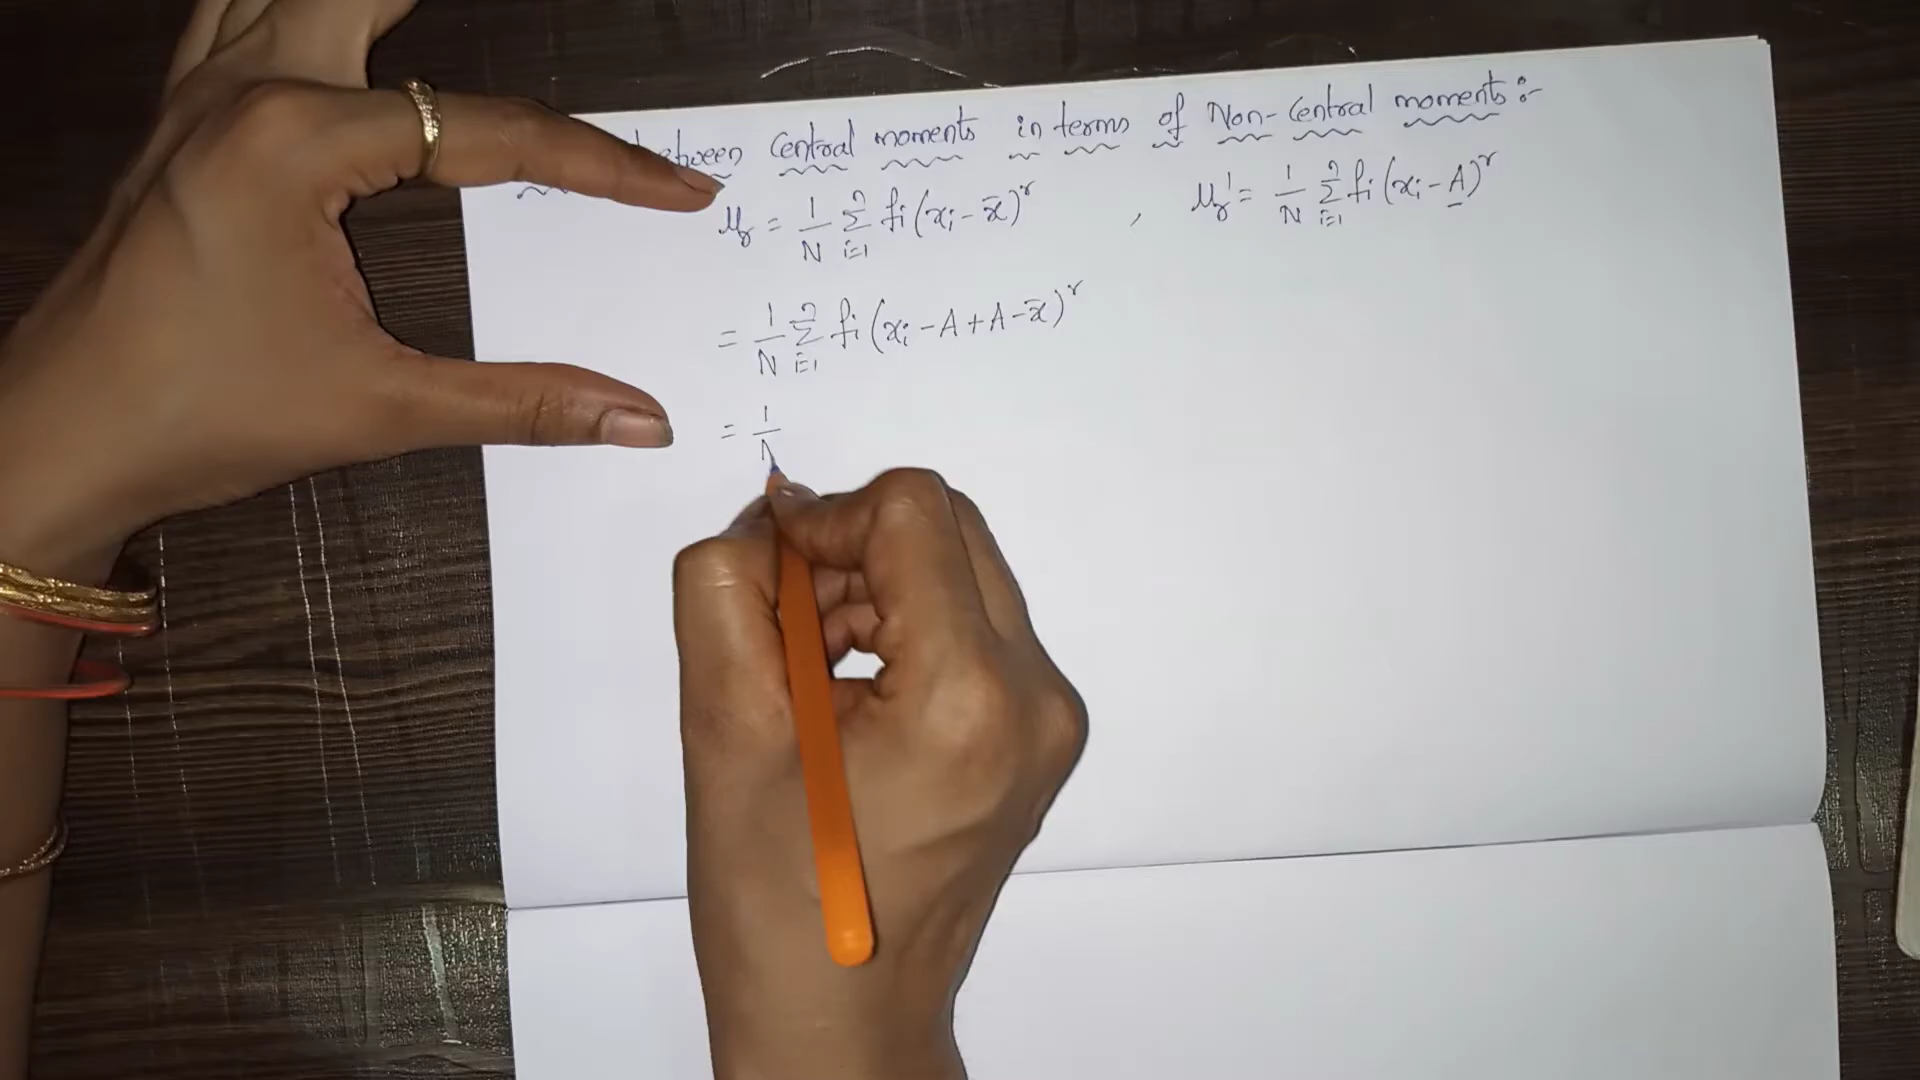 between Central moments in terms of Non-Central moments :-
μr = 1/N Σ(i=1 to n) fi (xi - x̄)^r , μr' = 1/N Σ(i=1 to n) fi (xi - A)^r
= 1/N Σ(i=1 to n) fi (xi - A + A - x̄)^r
= 1/N